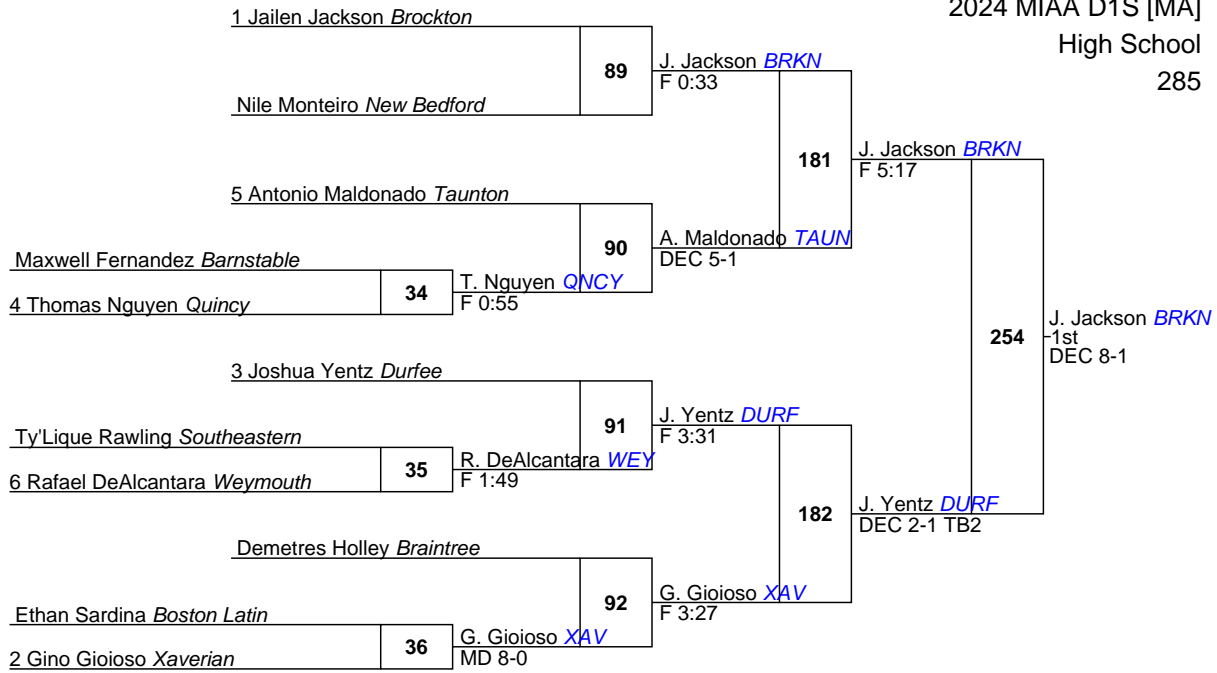 2024 MIAA D1S [MA]
High School
285
1 Jailen Jackson Brockton
89
J. Jackson BRKN
F 0:33
Nile Monteiro New Bedford
181
J. Jackson BRKN
F 5:17
5 Antonio Maldonado Taunton
90
A. Maldonado TAUN
DEC 5-1
Maxwell Fernandez Barnstable
34
T. Nguyen QNCY
F 0:55
4 Thomas Nguyen Quincy
254
J. Jackson BRKN
1st
DEC 8-1
3 Joshua Yentz Durfee
91
J. Yentz DURF
F 3:31
Ty'Lique Rawling Southeastern
35
R. DeAlcantara WEY
F 1:49
6 Rafael DeAlcantara Weymouth
182
J. Yentz DURF
DEC 2-1 TB2
Demetres Holley Braintree
92
G. Gioioso XAV
F 3:27
Ethan Sardina Boston Latin
36
G. Gioioso XAV
MD 8-0
2 Gino Gioioso Xaverian